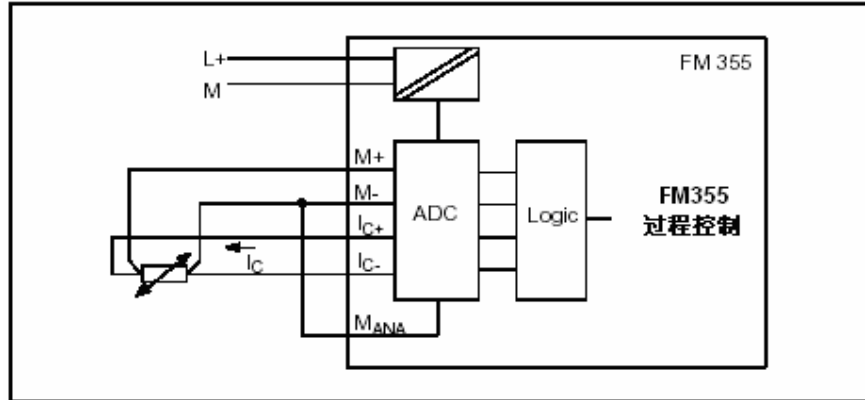 L+
FM 355
M
M+
M-
ADC
Logic
FM355
过程控制
IC+
IC
IC-
MANA